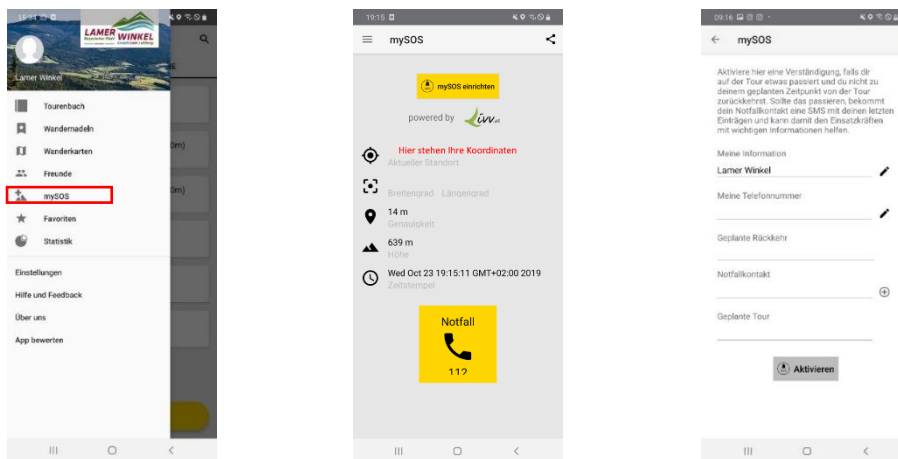 LAMER
WINKEL
Lamer Winkel
Tourenbuch
Wandernadeln
Wanderkarten
Freunde
mySOS
Favoriten
Statistik
Einstellungen
Hilfe und Feedback
Über uns
App bewerten
19:15
mySOS
mySOS einrichten
powered by ivv.at
Hier stehen Ihre Koordinaten
Aktueller Standort
Breitengrad Längengrad
14 m
Genauigkeit
639 m
Höhe
Wed Oct 23 19:15:11 GMT+02:00 2019
Zeitstempel
Notfall
112
09:16
mySOS
Aktiviere hier eine Verständigung, falls dir
auf der Tour etwas passiert und du nicht zu
deinem geplanten Zeitpunkt von der Tour
zurückkehrst. Sollte das passieren, bekommt
dein Notfallkontakt eine SMS mit deinen letzten
Einträgen und kann damit den Einsatzkräften
mit wichtigen Informationen helfen.
Meine Information
Lamer Winkel
Meine Telefonnummer
Geplante Rückkehr
Notfallkontakt
Geplante Tour
Aktivieren